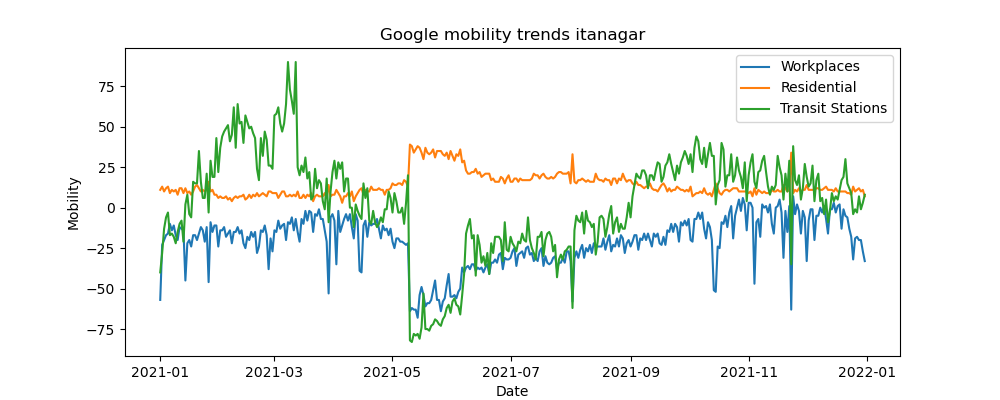 Google mobility trends itanagar
Workplaces
Residential
Transit Stations
75
50
25
0
−25
−50
−75
Mobility
2021-01 2021-03 2021-05 2021-07 2021-09 2021-11 2022-01
Date